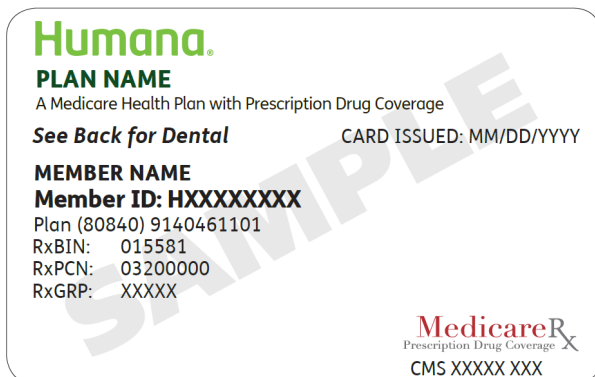 Humana®
PLAN NAME
A Medicare Health Plan with Prescription Drug Coverage
See Back for Dental CARD ISSUED: MM/DD/YYYY
MEMBER NAME
Member ID: HXXXXXXXX
Plan (80840) 9140461101
RxBIN: 015581
RxPCN: 03200000
RxGRP: XXXXX
SAMPLE
MedicareRx
Prescription Drug Coverage
CMS XXXXX XXX